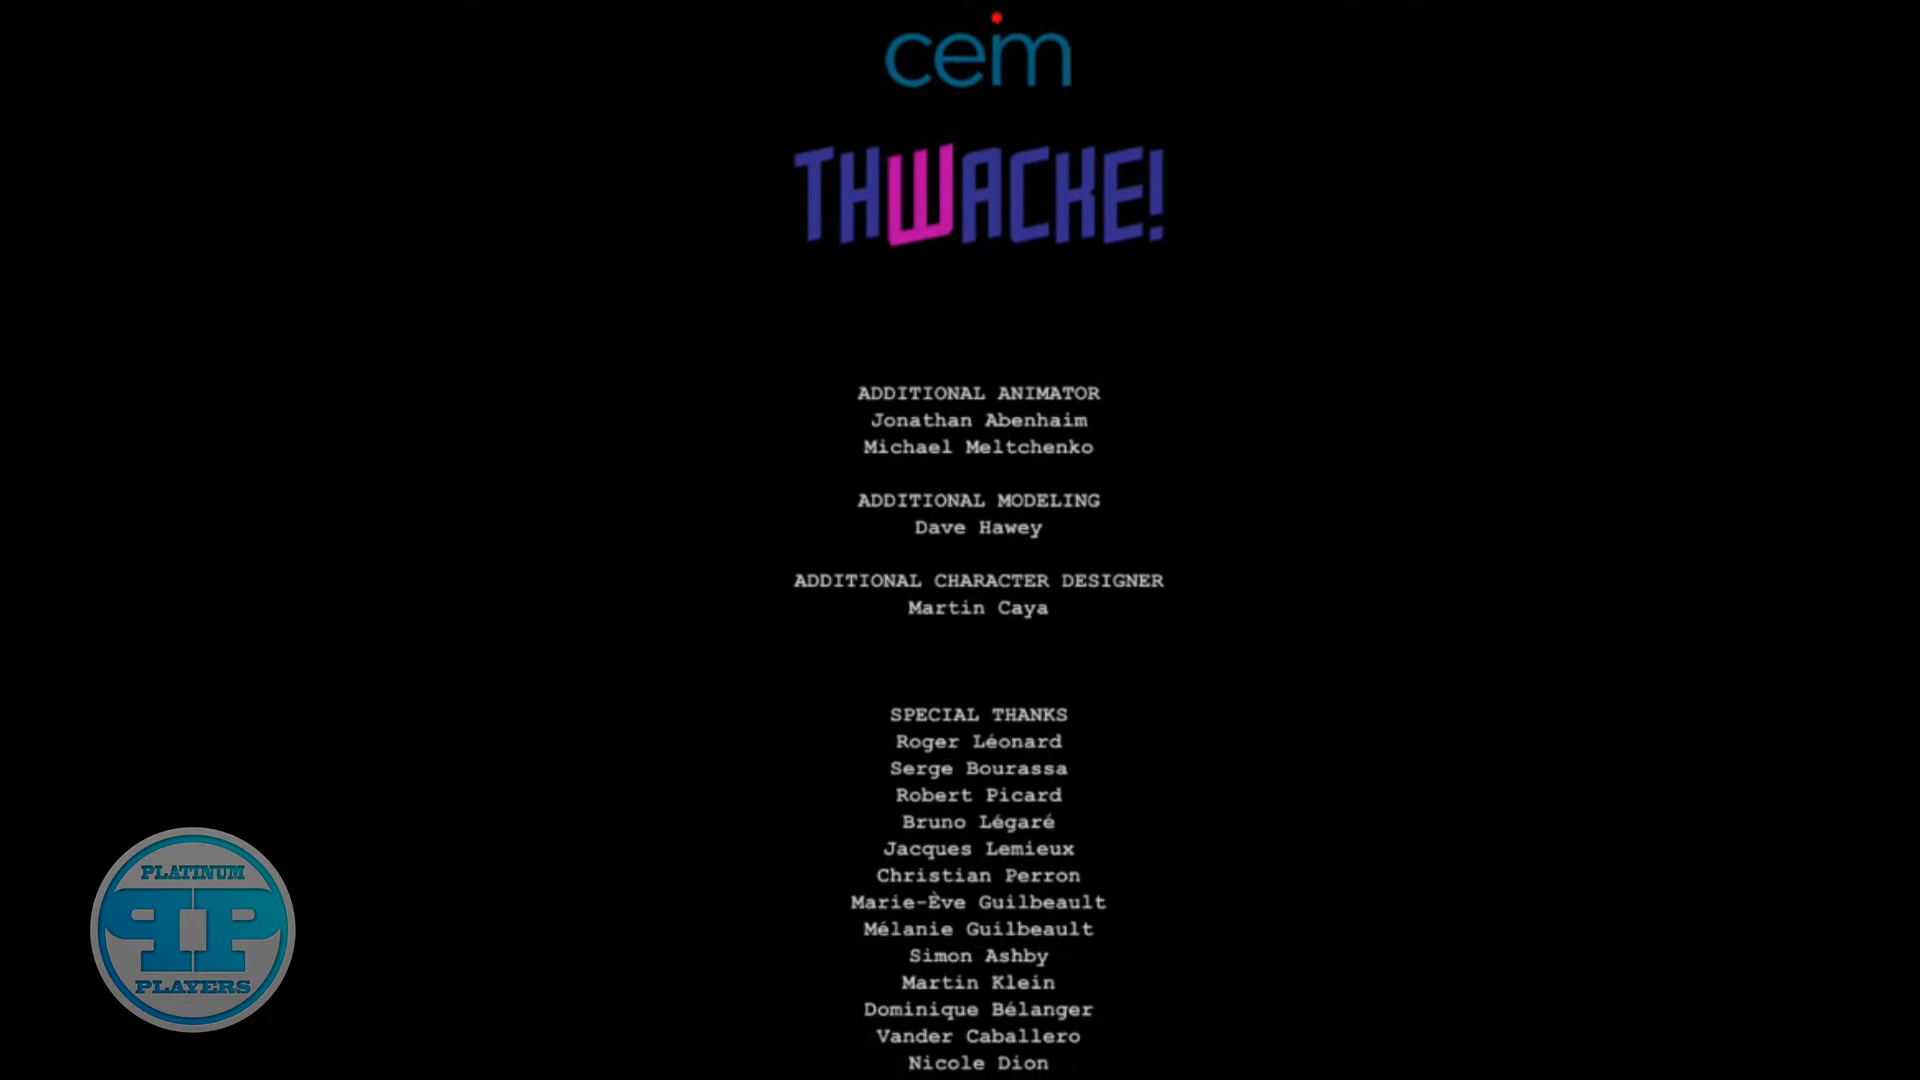 ceim
THWACKE!
ADDITIONAL ANIMATOR
Jonathan Abenhaim
Michael Meltchenko
ADDITIONAL MODELING
Dave Hawey
ADDITIONAL CHARACTER DESIGNER
Martin Caya
SPECIAL THANKS
Roger Léonard
Serge Bourassa
Robert Picard
Bruno Légaré
Jacques Lemieux
Christian Perron
Marie-Ève Guilbeault
Mélanie Guilbeault
Simon Ashby
Martin Klein
Dominique Bélanger
Vander Caballero
Nicole Dion
PLATINUM
PP
PLAYERS